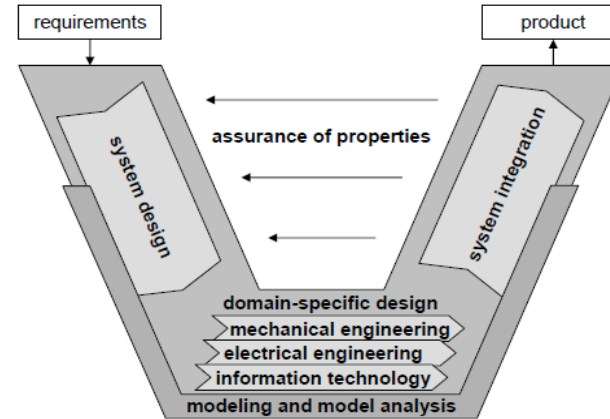 requirements
product
system design
assurance of properties
system integration
domain-specific design
mechanical engineering
electrical engineering
information technology
modeling and model analysis